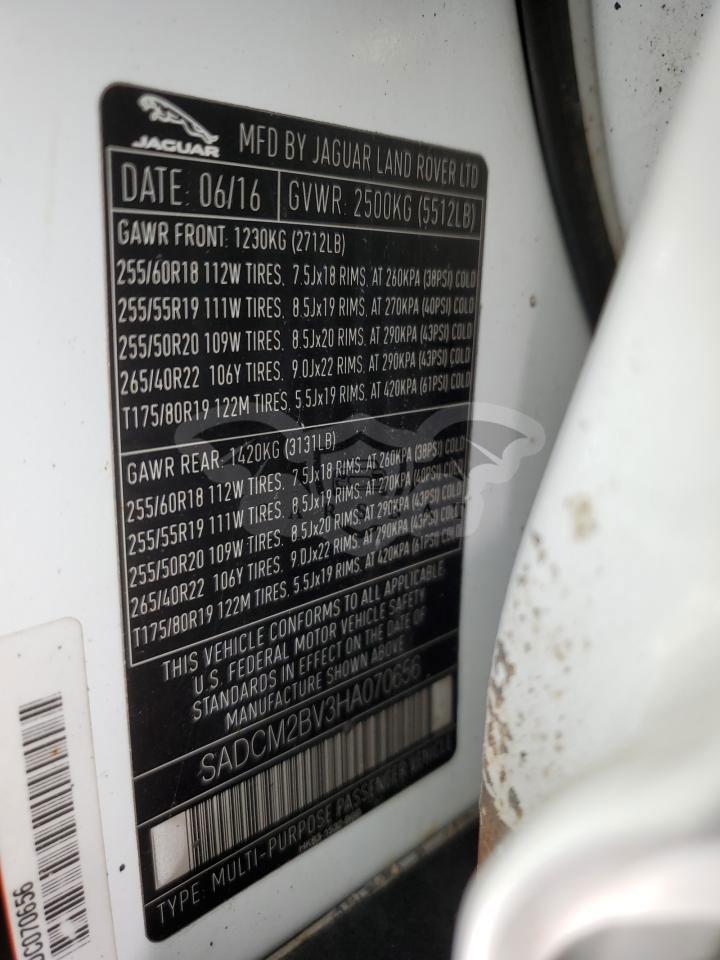 JAGUAR MFD BY JAGUAR LAND ROVER LTD
DATE: 06/16 GVWR: 2500KG (5512LB)
GAWR FRONT: 1230KG (2712LB)
255/60R18 112W TIRES, 7.5Jx18 RIMS, AT 260KPA (38PSI) COLD
255/55R19 111W TIRES, 8.5Jx19 RIMS, AT 270KPA (40PSI) COLD
255/50R20 109W TIRES, 8.5Jx20 RIMS, AT 290KPA (43PSI) COLD
265/40R22 106Y TIRES, 9.0Jx22 RIMS, AT 290KPA (43PSI) COLD
T175/80R19 122M TIRES, 5.5Jx19 RIMS, AT 420KPA (61PSI) COLD
GAWR REAR: 1420KG (3131LB)
255/60R18 112W TIRES, 7.5Jx18 RIMS, AT 260KPA (38PSI) COLD
255/55R19 111W TIRES, 8.5Jx19 RIMS, AT 270KPA (40PSI) COLD
255/50R20 109W TIRES, 8.5Jx20 RIMS, AT 290KPA (43PSI) COLD
265/40R22 106Y TIRES, 9.0Jx22 RIMS, AT 290KPA (43PSI) COLD
T175/80R19 122M TIRES, 5.5Jx19 RIMS, AT 420KPA (61PSI) COLD
THIS VEHICLE CONFORMS TO ALL APPLICABLE
U.S. FEDERAL MOTOR VEHICLE SAFETY
STANDARDS IN EFFECT ON THE DATE OF
MANUFACTURE SHOWN ABOVE
SADCM2BV3HA070656
TYPE: MULTI-PURPOSE PASSENGER VEHICLE